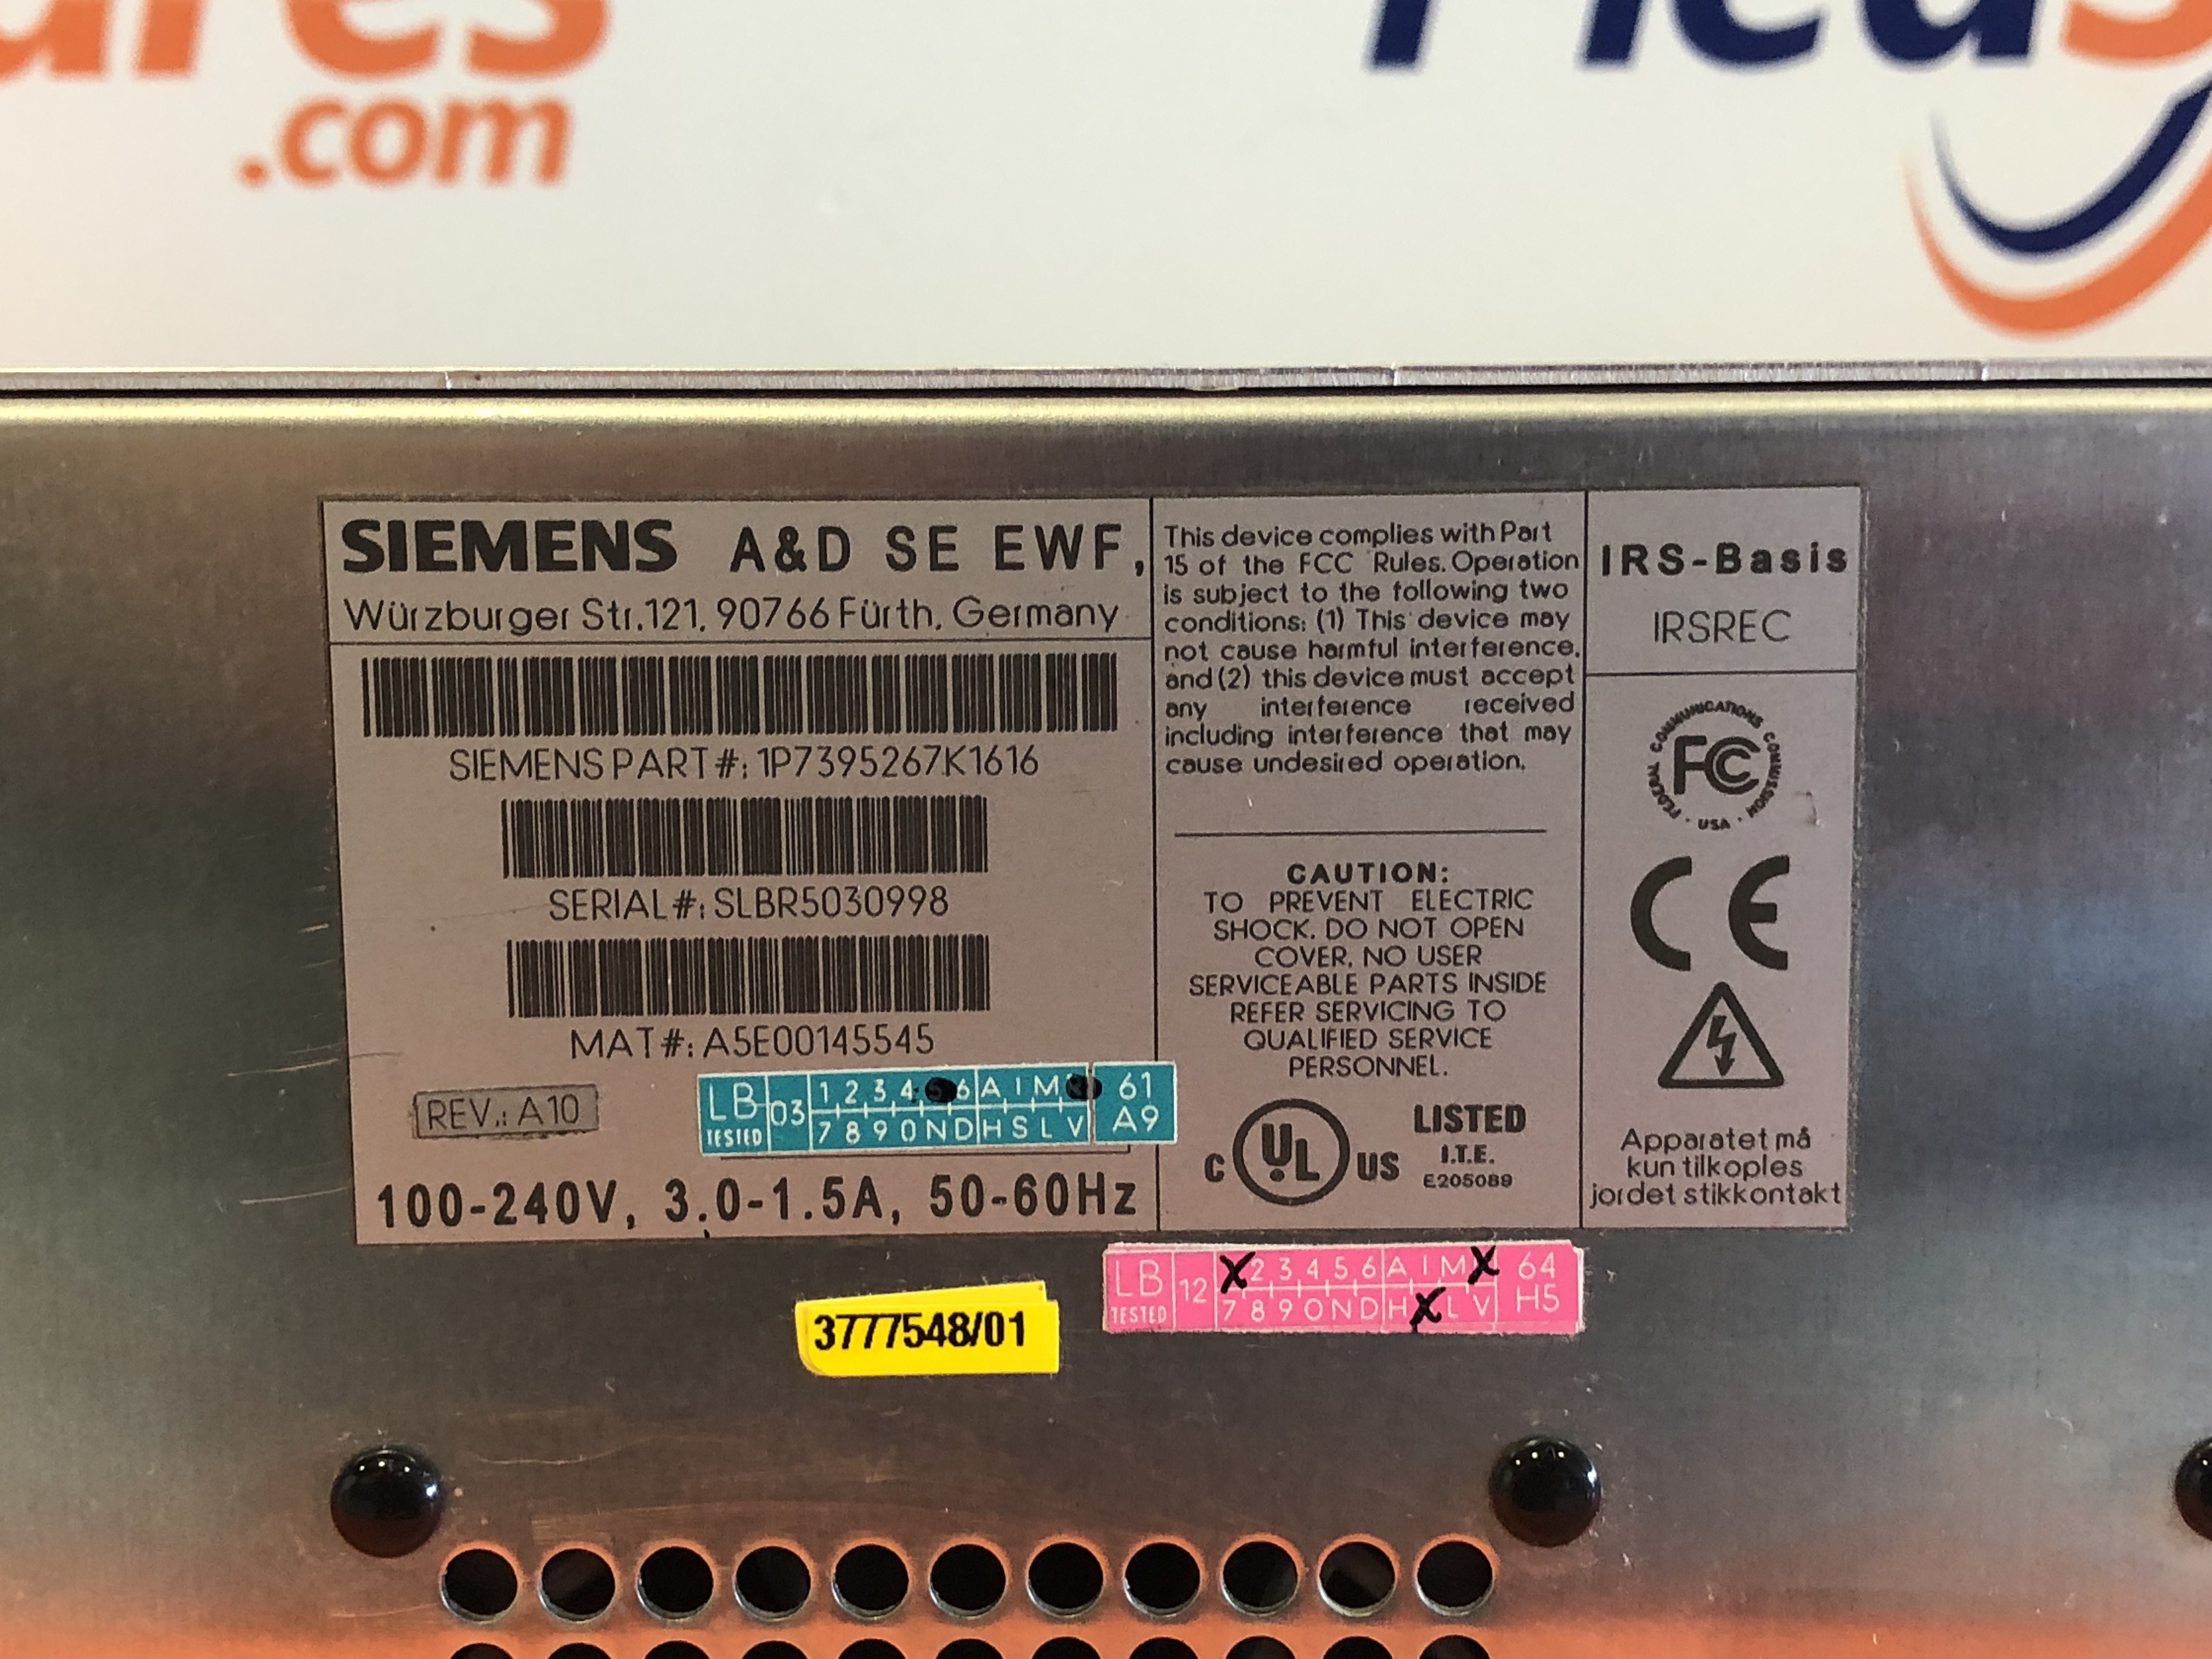 .com
SIEMENS A&D SE EWF,
Würzburger Str.121, 90766 Fürth, Germany
SIEMENS PART#: 1P7395267K1616
SERIAL#: SLBR5030998
MAT#: A5E00145545
REV.: A10
LB 03 1 2 3 4 6 A I M 61
TESTED 7 8 9 0 N D H S L V A9
100-240V, 3.0-1.5A, 50-60Hz
This device complies with Part
15 of the FCC Rules. Operation
is subject to the following two
conditions: (1) This device may
not cause harmful interference,
and (2) this device must accept
any interference received
including interference that may
cause undesired operation.
CAUTION:
TO PREVENT ELECTRIC
SHOCK. DO NOT OPEN
COVER, NO USER
SERVICEABLE PARTS INSIDE
REFER SERVICING TO
QUALIFIED SERVICE
PERSONNEL.
C UL US LISTED
I.T.E.
E205089
IRS-Basis
IRSREC
FEDERAL COMMUNICATIONS COMMISSION
FC
· USA ·
CE
Apparatet må
kun tilkoples
jordet stikkontakt
LB 12 X 2 3 4 5 6 A I M X 64
TESTED 7 8 9 0 N D H X L V H5
3777548/01